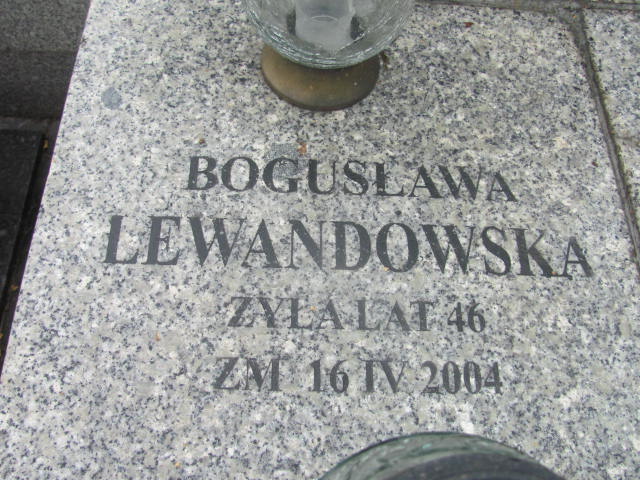 BOGUSŁAWA
LEWANDOWSKA
ŻYŁA LAT 46
ZM 16 IV 2004